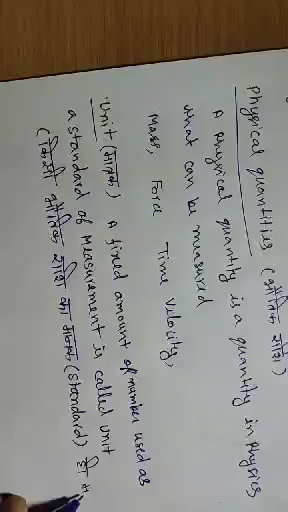 Physical quantities (भौतिक राशि)
A physical quantity is a quantity in physics
that can be measured
Mass, Force Time Velocity,
Unit (मात्रक) A fixed amount of number used as
a standard of Measurement is called unit
(किसी भौतिक राशि का मात्रक (standard) ही